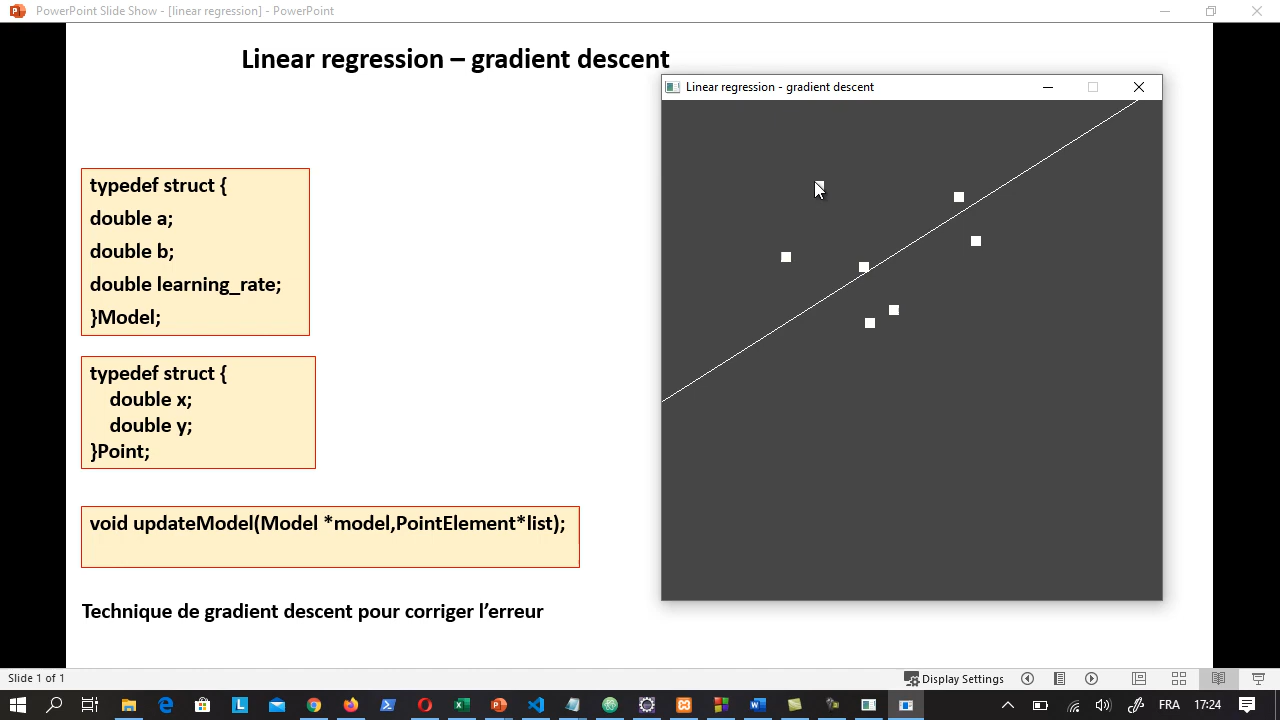 PowerPoint Slide Show - [linear regression] - PowerPoint
Linear regression – gradient descent
Linear regression - gradient descent
typedef struct {
double a;
double b;
double learning_rate;
}Model;
typedef struct {
double x;
double y;
}Point;
void updateModel(Model *model,PointElement*list);
Technique de gradient descent pour corriger l’erreur
Slide 1 of 1
Display Settings
FRA
17:24